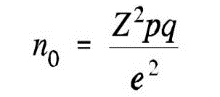 n₀ = Z²pq / e²